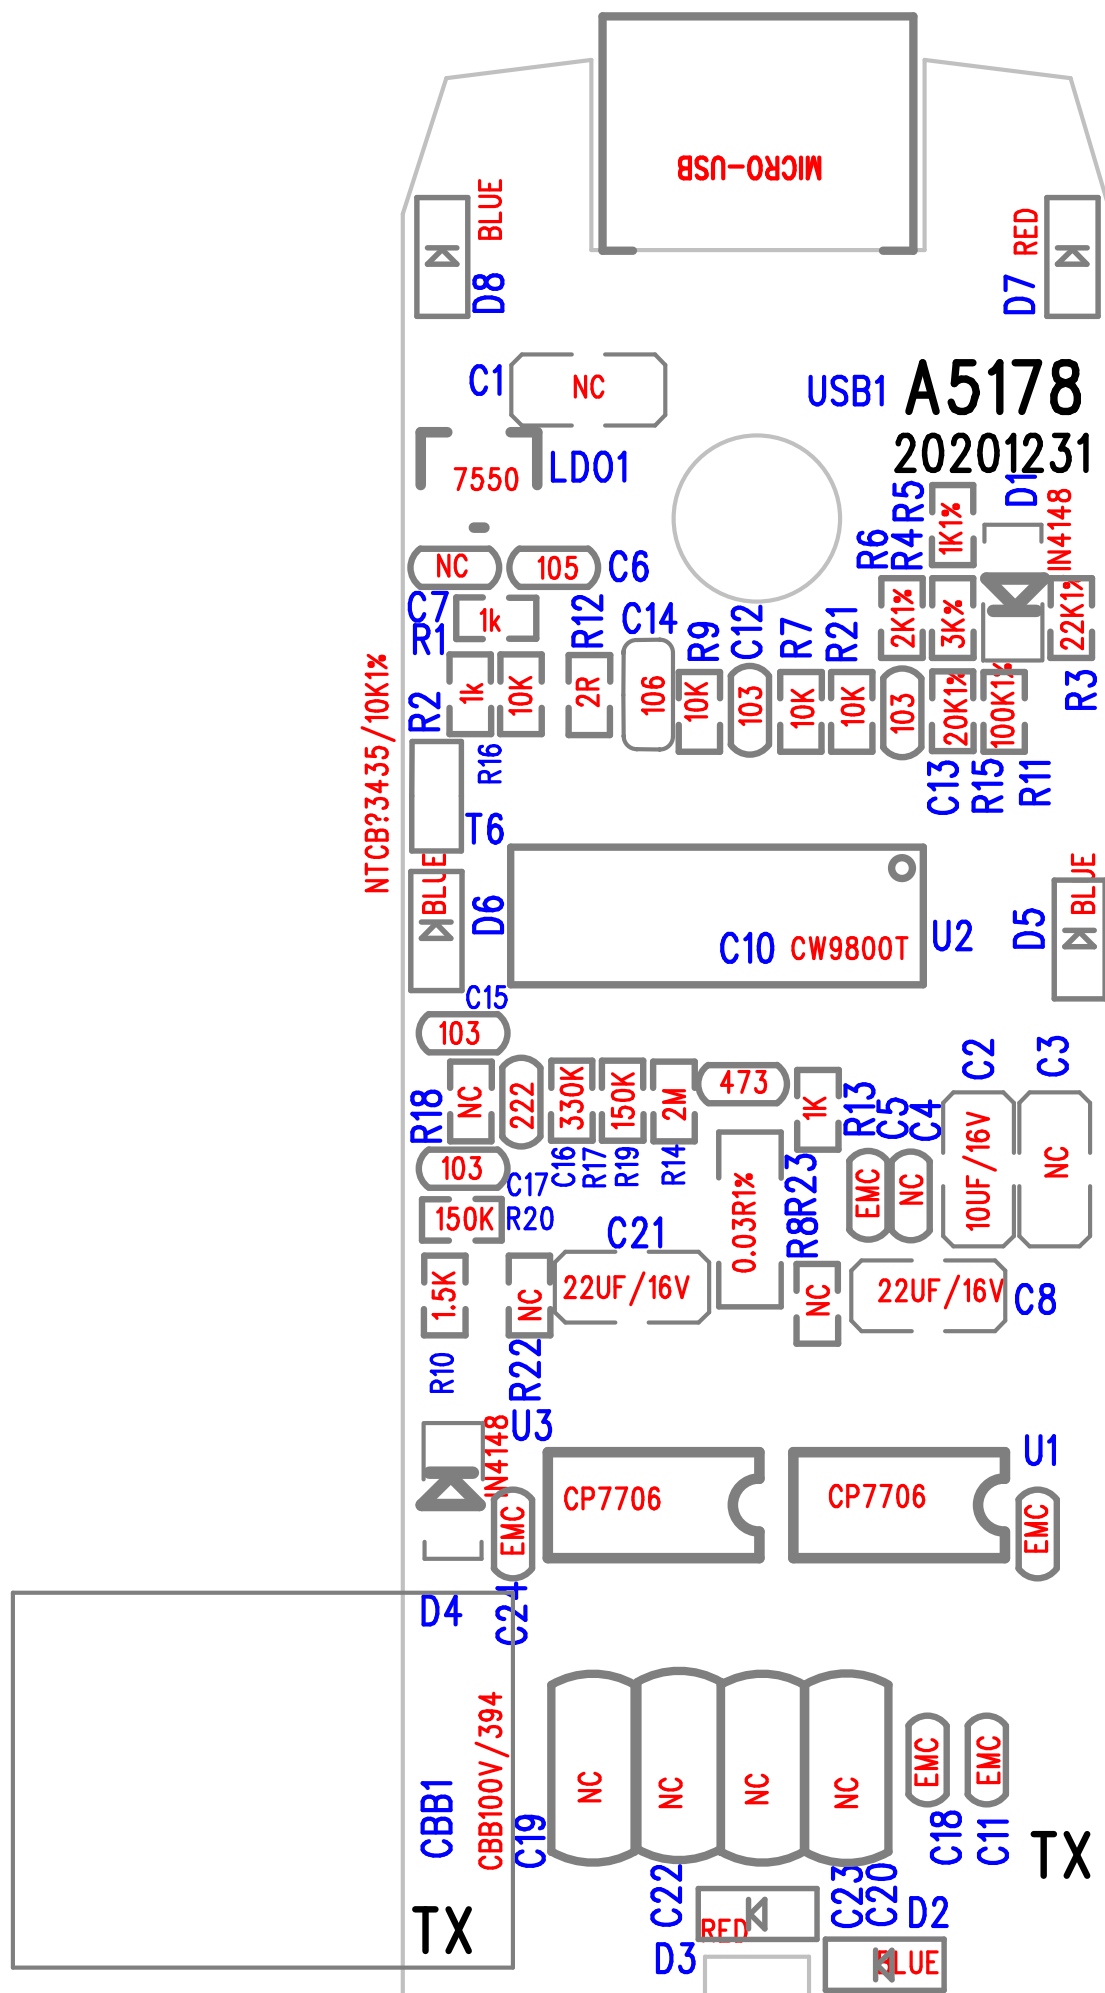 MICRO-USB
BLUE
D8
RED
D7
C1
NC
USB1
A5178
20201231
7550
LDO1
R5
1K1%
D1
IN4148
NC
105
C6
R6
R4
C7
R1
1k
R12
C14
R9
C12
R7
R21
2K1%
3K%
22K1%
R3
R2
1k
10K
2R
106
10K
103
10K
10K
103
20K1%
100K1%
NTCB?3435/10K1%
R16
C13
R15
R11
T6
BLUE
D6
C10
CW9800T
U2
D5
BLUE
C15
103
R18
NC
222
330K
150K
2M
473
1K
R13
C5
C4
C2
C3
10UF/16V
NC
103
C17
C16
R17
R19
R14
150K
R20
0.03R1%
R8
R23
EMC
NC
C21
1.5K
NC
22UF/16V
NC
22UF/16V
C8
R10
R22
U3
IN4148
U1
CP7706
CP7706
EMC
EMC
D4
C24
CBB1
CBB100V/394
C19
NC
NC
NC
NC
EMC
EMC
C18
C11
TX
TX
C22
C23
C20
RED
D2
D3
BLUE